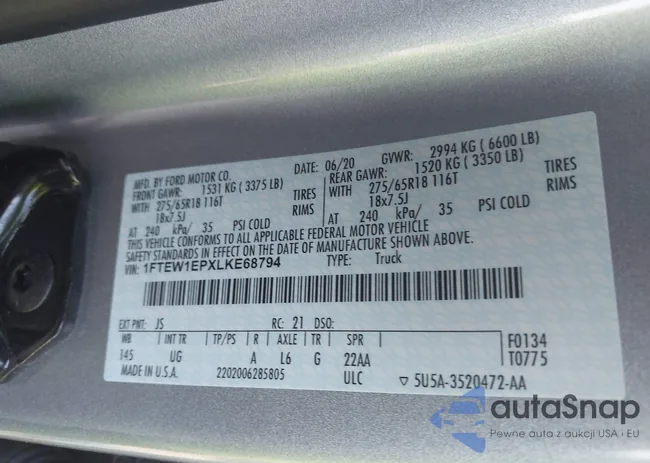 MFD. BY FORD MOTOR CO.
DATE: 06/20 GVWR: 2994 KG ( 6600 LB)
FRONT GAWR: 1531 KG ( 3375 LB)
REAR GAWR: 1520 KG ( 3350 LB)
WITH 275/65R18 116T TIRES
WITH 275/65R18 116T TIRES
18x7.5J RIMS
18x7.5J RIMS
AT 240 kPa/ 35 PSI COLD
AT 240 kPa/ 35 PSI COLD
THIS VEHICLE CONFORMS TO ALL APPLICABLE FEDERAL MOTOR VEHICLE
SAFETY STANDARDS IN EFFECT ON THE DATE OF MANUFACTURE SHOWN ABOVE.
VIN: 1FTEW1EPXLKE68794
TYPE: Truck
EXT PNT: JS RC: 21 DSO:
WB INT TR TP/PS R AXLE TR SPR
145 UG A L6 G 22AA
F0134
T0775
MADE IN U.S.A. 2202006285805 ULC ▽ 5U5A-3520472-AA
autaSnap
Pewne auta z aukcji USA i EU